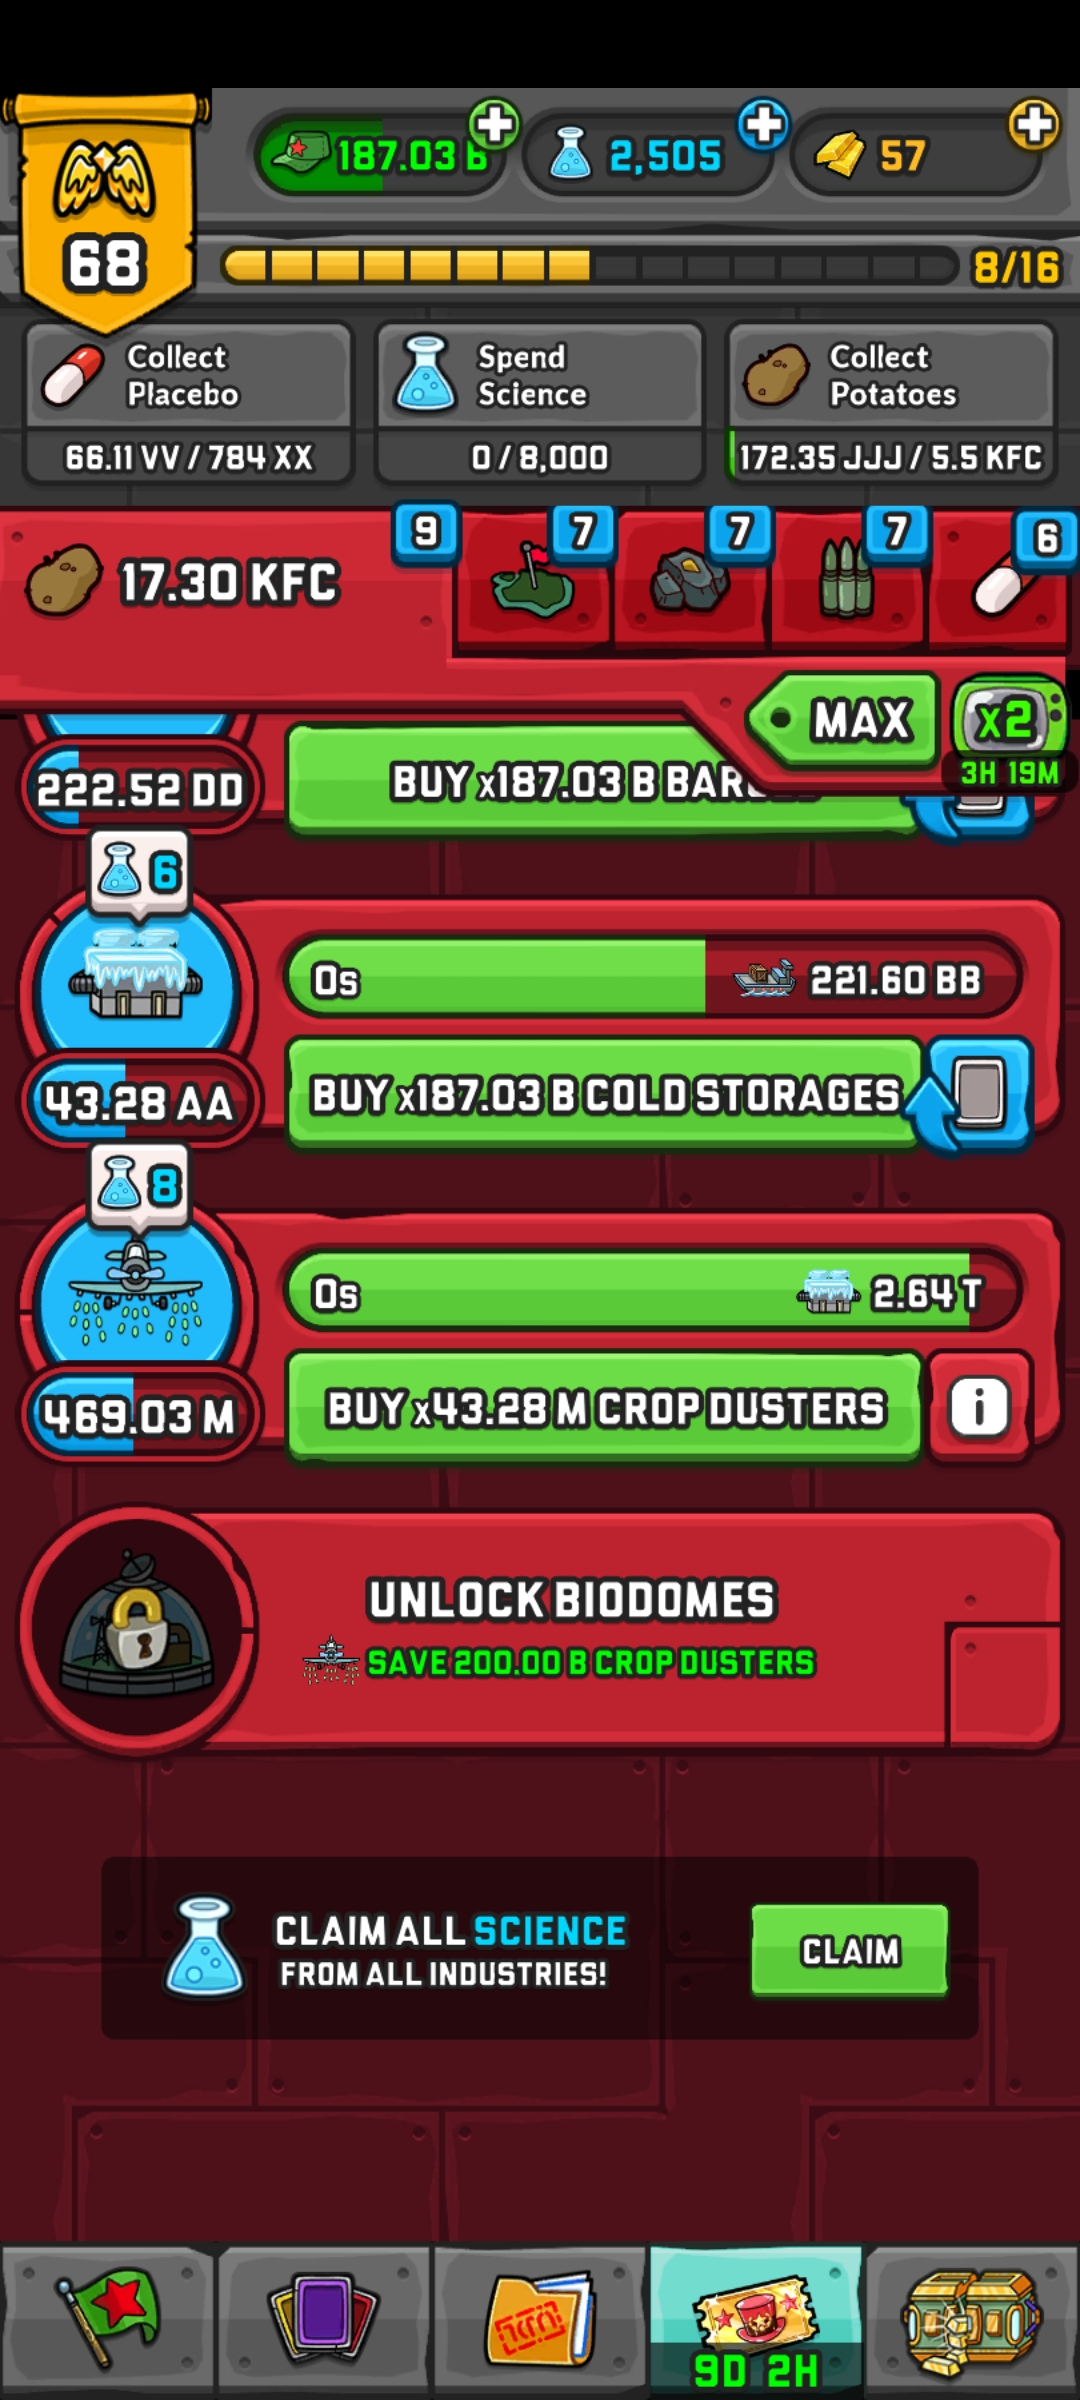 187.03 B
2,505
57
68
8/16
Collect
Placebo
66.11 VV / 784 XX
Spend
Science
0 / 8,000
Collect
Potatoes
172.35 JJJ / 5.5 KFC
17.30 KFC
9
7
7
7
6
MAX
x2
3H 19M
222.52 DD
BUY x187.03 B
6
0s
221.60 BB
43.28 AA
BUY x187.03 B COLD STORAGES
8
0s
2.64 T
469.03 M
BUY x43.28 M CROP DUSTERS
i
UNLOCK BIODOMES
SAVE 200.00 B CROP DUSTERS
CLAIM ALL SCIENCE
FROM ALL INDUSTRIES!
CLAIM
9D 2H